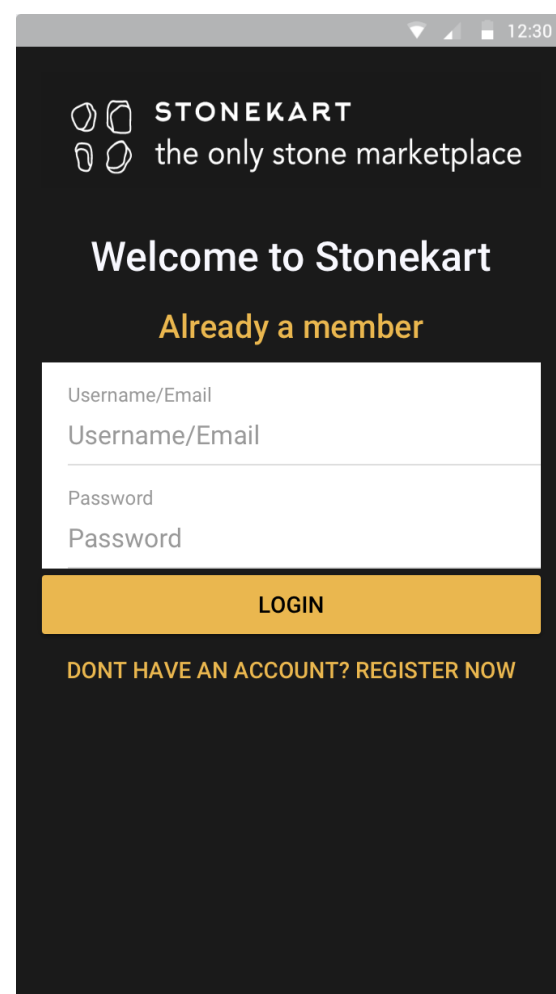 12:30
STONEKART
the only stone marketplace
Welcome to Stonekart
Already a member
Username/Email
Username/Email
Password
Password
LOGIN
DONT HAVE AN ACCOUNT? REGISTER NOW